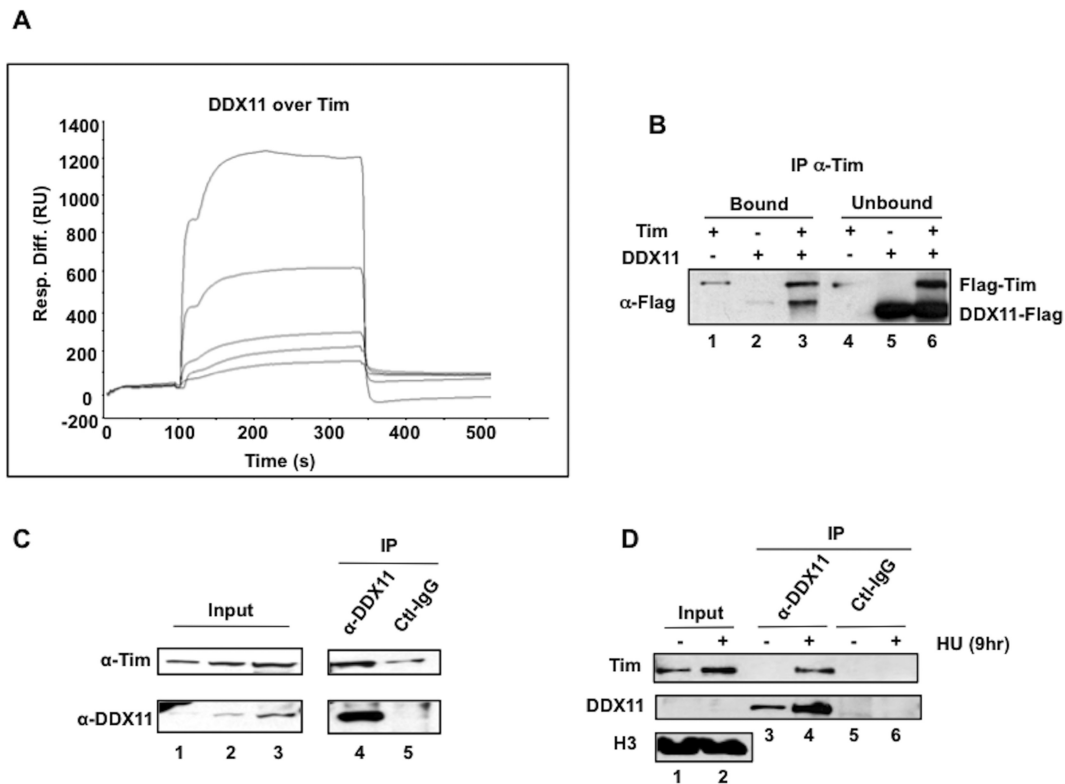 A
DDX11 over Tim
Resp. Diff. (RU)
1400
1200
1000
800
600
400
200
0
-200
0 100 200 300 400 500
Time (s)
B
IP α-Tim
Bound Unbound
Tim + - + + - +
DDX11 - + + - + +
α-Flag
Flag-Tim
DDX11-Flag
1 2 3 4 5 6
C
IP
Input
α-DDX11
Ctl-IgG
α-Tim
α-DDX11
1 2 3 4 5
D
IP
Input
α-DDX11
Ctl-IgG
- + - + - + HU (9hr)
Tim
DDX11
3 4 5 6
H3
1 2